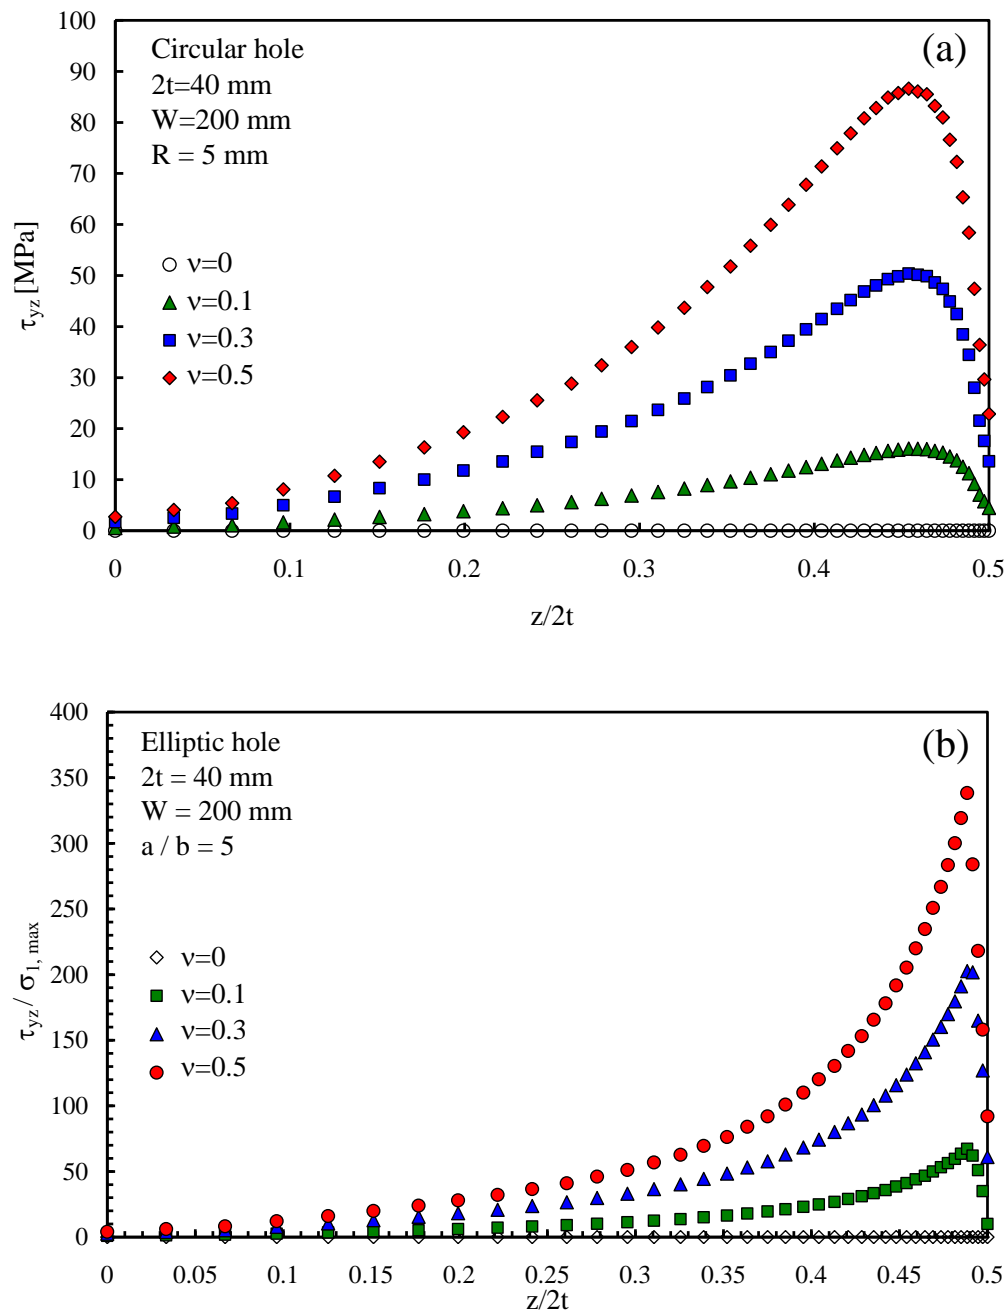 (a)
Circular hole
2t=40 mm
W=200 mm
R = 5 mm
ν=0
ν=0.1
ν=0.3
ν=0.5
τyz [MPa]
100
90
80
70
60
50
40
30
20
10
0
0 0.1 0.2 0.3 0.4 0.5
z/2t
(b)
Elliptic hole
2t = 40 mm
W = 200 mm
a / b = 5
ν=0
ν=0.1
ν=0.3
ν=0.5
τyz / σ1, max
400
350
300
250
200
150
100
50
0
0 0.05 0.1 0.15 0.2 0.25 0.3 0.35 0.4 0.45 0.5
z/2t